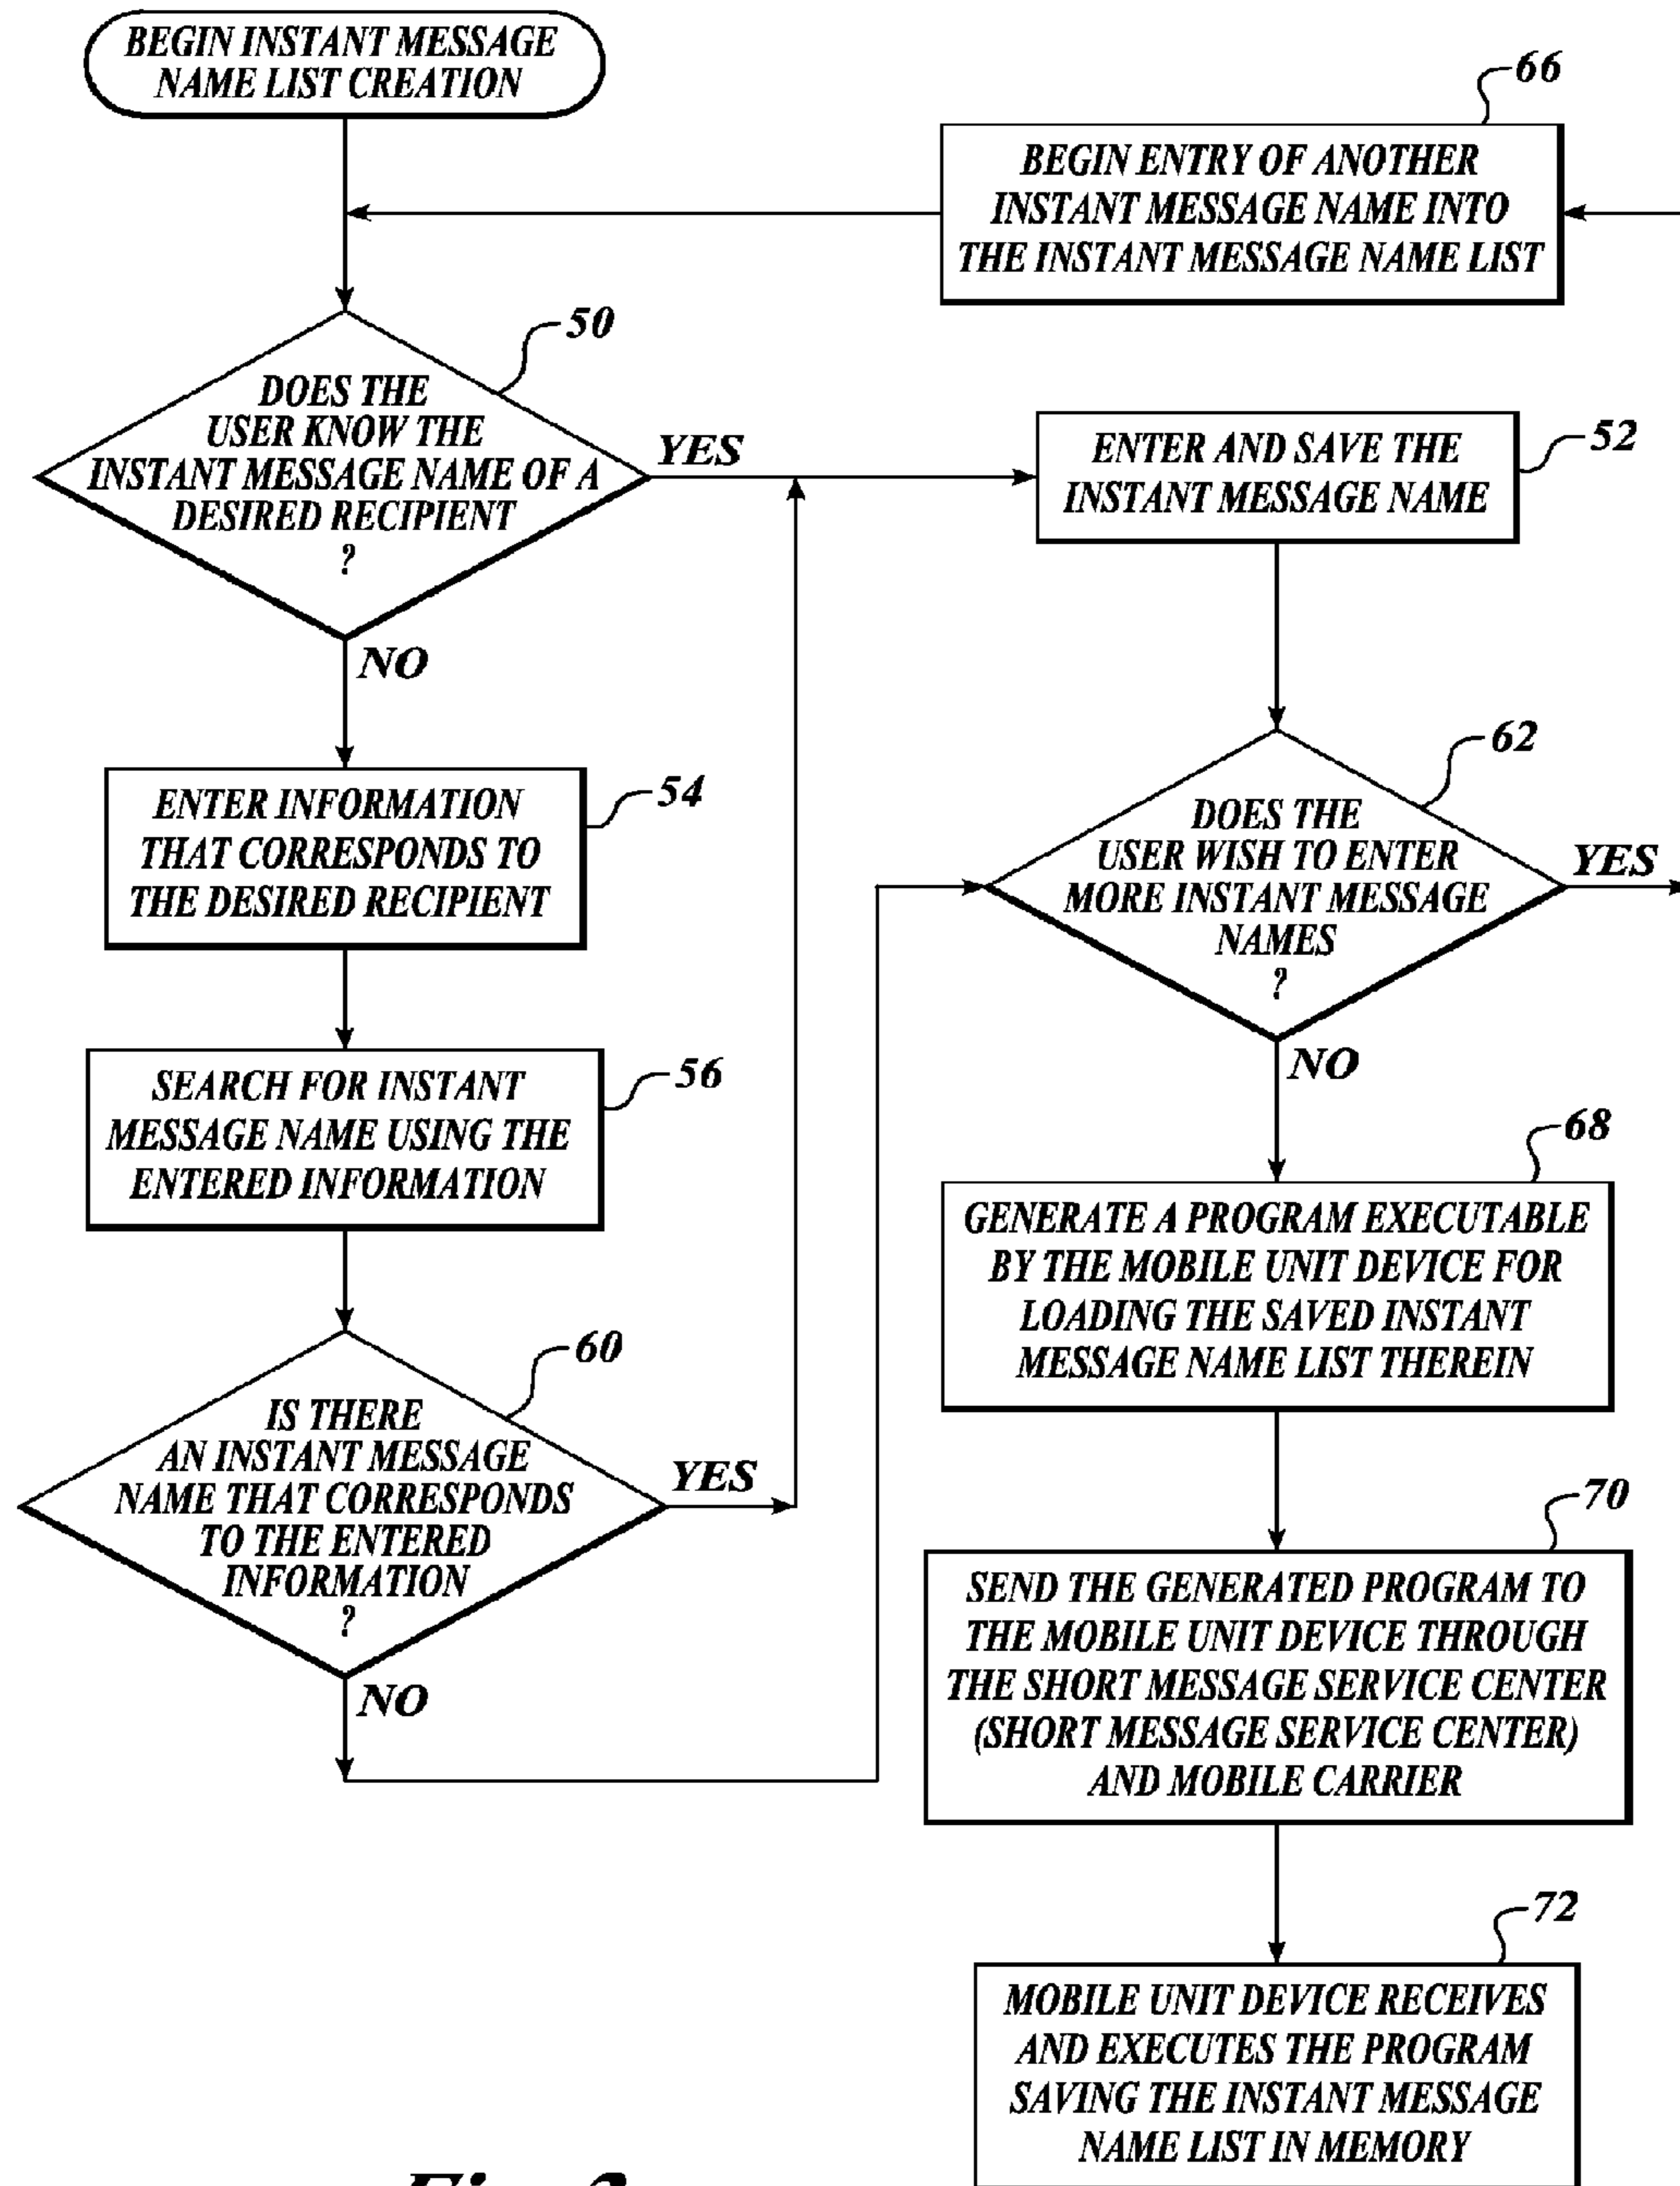 BEGIN INSTANT MESSAGE
NAME LIST CREATION
66
BEGIN ENTRY OF ANOTHER
INSTANT MESSAGE NAME INTO
THE INSTANT MESSAGE NAME LIST
50
DOES THE
USER KNOW THE
INSTANT MESSAGE NAME OF A
DESIRED RECIPIENT
?
YES
NO
52
ENTER AND SAVE THE
INSTANT MESSAGE NAME
54
ENTER INFORMATION
THAT CORRESPONDS TO
THE DESIRED RECIPIENT
62
DOES THE
USER WISH TO ENTER
MORE INSTANT MESSAGE
NAMES
?
YES
NO
56
SEARCH FOR INSTANT
MESSAGE NAME USING THE
ENTERED INFORMATION
68
GENERATE A PROGRAM EXECUTABLE
BY THE MOBILE UNIT DEVICE FOR
LOADING THE SAVED INSTANT
MESSAGE NAME LIST THEREIN
60
IS THERE
AN INSTANT MESSAGE
NAME THAT CORRESPONDS
TO THE ENTERED
INFORMATION
?
YES
NO
70
SEND THE GENERATED PROGRAM TO
THE MOBILE UNIT DEVICE THROUGH
THE SHORT MESSAGE SERVICE CENTER
(SHORT MESSAGE SERVICE CENTER)
AND MOBILE CARRIER
72
MOBILE UNIT DEVICE RECEIVES
AND EXECUTES THE PROGRAM
SAVING THE INSTANT MESSAGE
NAME LIST IN MEMORY